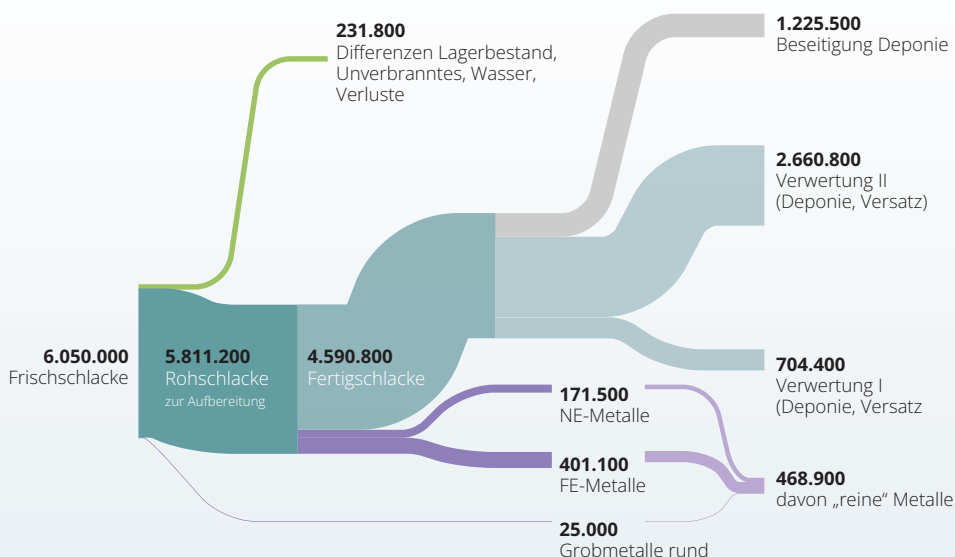 231.800
Differenzen Lagerbestand,
Unverbranntes, Wasser,
Verluste
1.225.500
Beseitigung Deponie
2.660.800
Verwertung II
(Deponie, Versatz)
6.050.000
Frischschlacke
5.811.200
Rohschlacke
zur Aufbereitung
4.590.800
Fertigschlacke
704.400
Verwertung I
(Deponie, Versatz
171.500
NE-Metalle
401.100
FE-Metalle
468.900
davon „reine“ Metalle
25.000
Grobmetalle rund